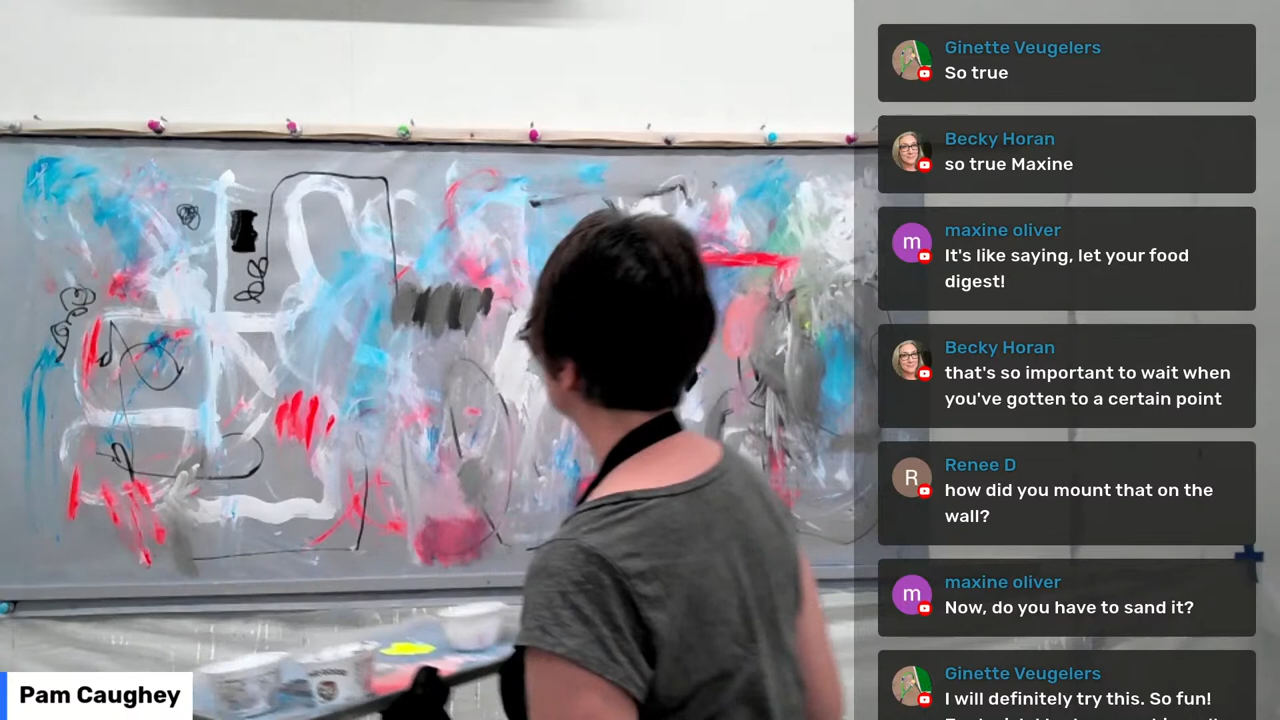 Ginette Veugelers
So true
Becky Horan
so true Maxine
maxine oliver
It's like saying, let your food
digest!
Becky Horan
that's so important to wait when
you've gotten to a certain point
Renee D
how did you mount that on the
wall?
maxine oliver
Now, do you have to sand it?
Ginette Veugelers
I will definitely try this. So fun!
Pam Caughey